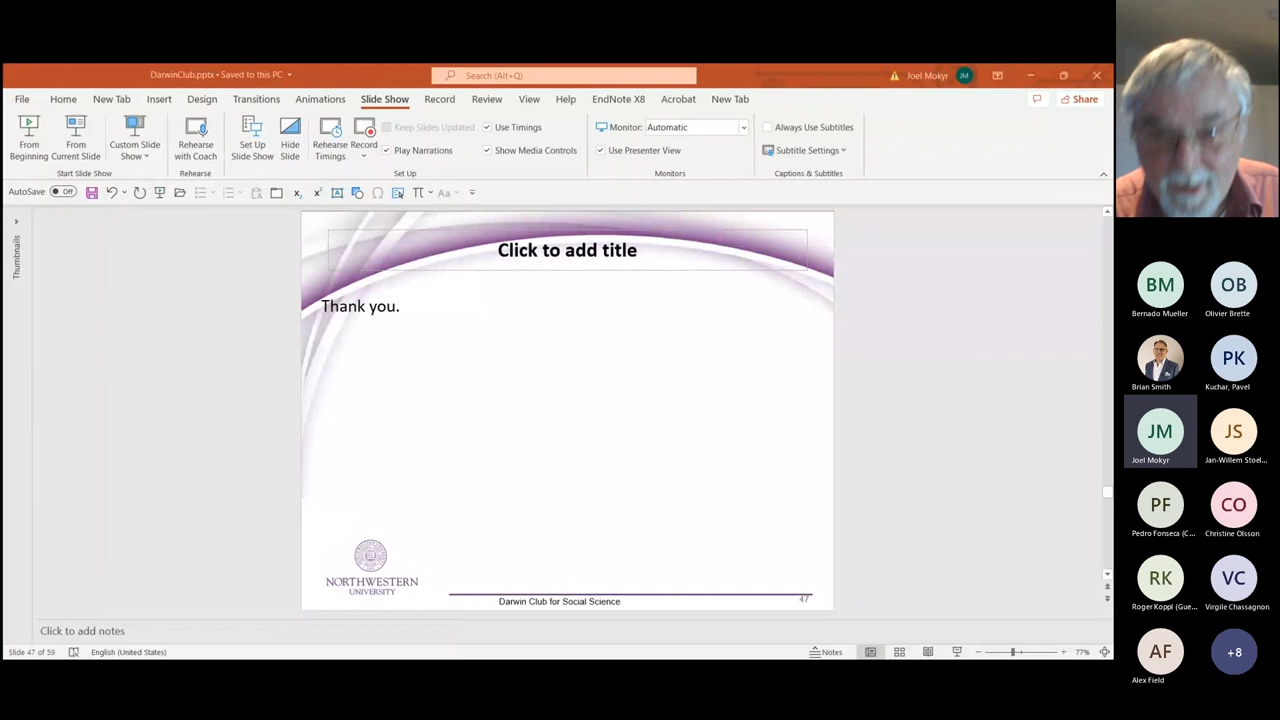 DarwinClub.pptx • Saved to this PC
Search (Alt+Q)
Joel Mokyr
JM
File Home New Tab Insert Design Transitions Animations Slide Show Record Review View Help EndNote X8 Acrobat New Tab
Share
From Beginning
From Current Slide
Custom Slide Show
Rehearse with Coach
Set Up Slide Show
Hide Slide
Rehearse Timings
Record
Keep Slides Updated
Use Timings
Play Narrations
Show Media Controls
Monitor: Automatic
Use Presenter View
Always Use Subtitles
Subtitle Settings
Start Slide Show
Rehearse
Set Up
Monitors
Captions & Subtitles
AutoSave Off
Thumbnails
Click to add title
Thank you.
NORTHWESTERN
UNIVERSITY
Darwin Club for Social Science
47
Click to add notes
Slide 47 of 59
English (United States)
Notes
77%
BM
Bernado Mueller
OB
Olivier Brette
Brian Smith
PK
Kuchar, Pavel
JM
Joel Mokyr
JS
Jan-Willem Stoel...
PF
Pedro Fonseca (C...
CO
Christine Olsson
RK
Roger Koppl (Gue...
VC
Virgile Chassagnon
AF
Alex Field
+8